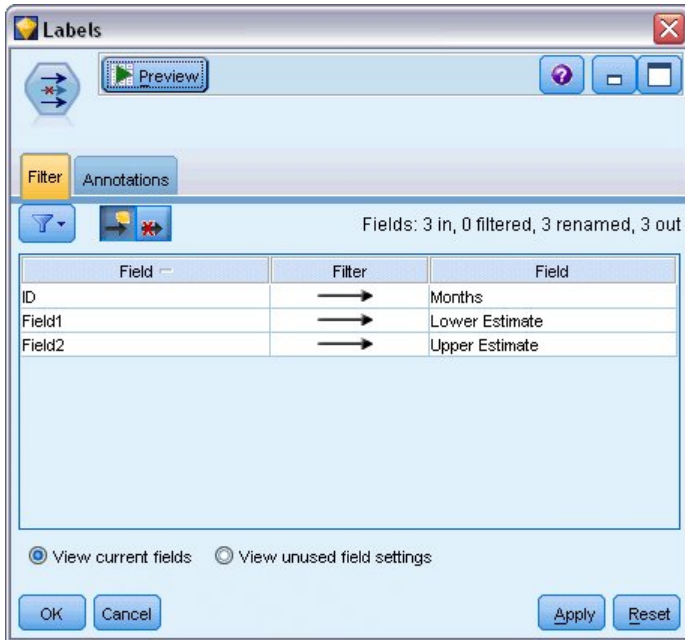 Labels
Preview
Filter Annotations
Fields: 3 in, 0 filtered, 3 renamed, 3 out
Field Filter Field
ID Months
Field1 Lower Estimate
Field2 Upper Estimate
View current fields View unused field settings
OK Cancel Apply Reset